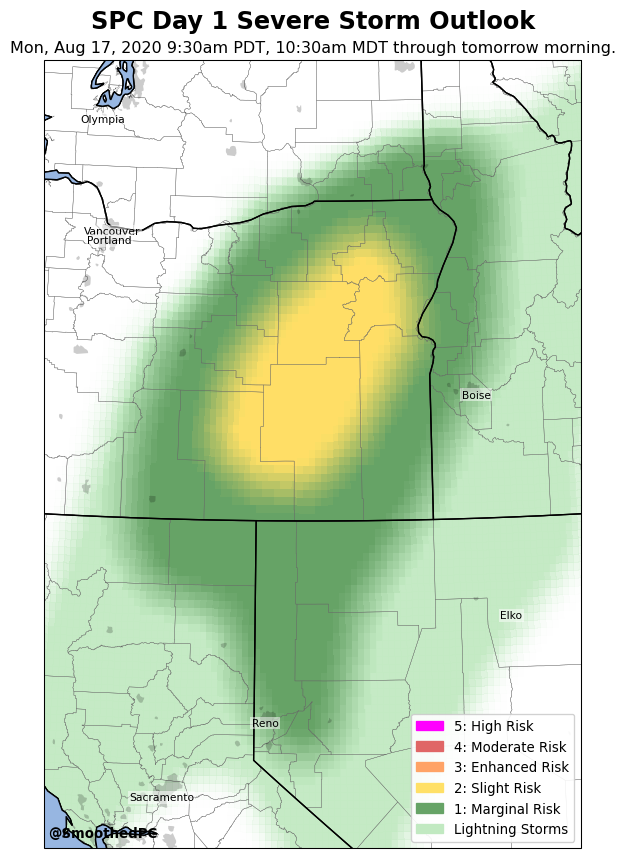 SPC Day 1 Severe Storm Outlook
Mon, Aug 17, 2020 9:30am PDT, 10:30am MDT through tomorrow morning.
Olympia
Vancouver
Portland
Boise
Elko
Reno
Sacramento
5: High Risk
4: Moderate Risk
3: Enhanced Risk
2: Slight Risk
1: Marginal Risk
Lightning Storms
@SmoothedPC